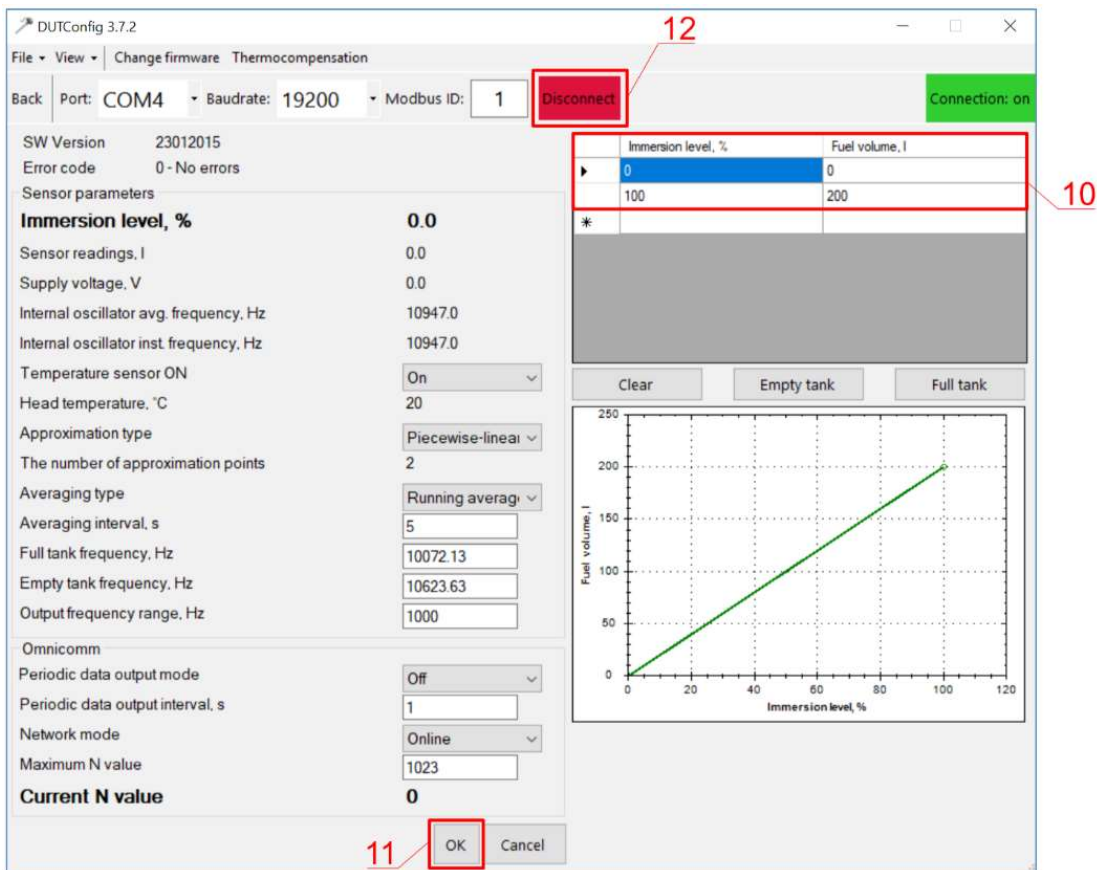 DUTConfig 3.7.2
12
File View Change firmware Thermocompensation
Back Port: COM4 Baudrate: 19200 Modbus ID: 1 Disconnect Connection: on
SW Version 23012015
Error code 0 - No errors
Sensor parameters
Immersion level, % 0.0
Sensor readings, l 0.0
Supply voltage, V 0.0
Internal oscillator avg. frequency, Hz 10947.0
Internal oscillator inst. frequency, Hz 10947.0
Temperature sensor ON On
Head temperature, °C 20
Approximation type Piecewise-linear
The number of approximation points 2
Averaging type Running average
Averaging interval, s 5
Full tank frequency, Hz 10072.13
Empty tank frequency, Hz 10623.63
Output frequency range, Hz 1000
Omnicomm
Periodic data output mode Off
Periodic data output interval, s 1
Network mode Online
Maximum N value 1023
Current N value 0
11
OK Cancel
Immersion level, % Fuel volume, l
0 0
100 200
*
10
Clear Empty tank Full tank
250
200
150
100
50
0
Fuel volume, l
0 20 40 60 80 100 120
Immersion level, %